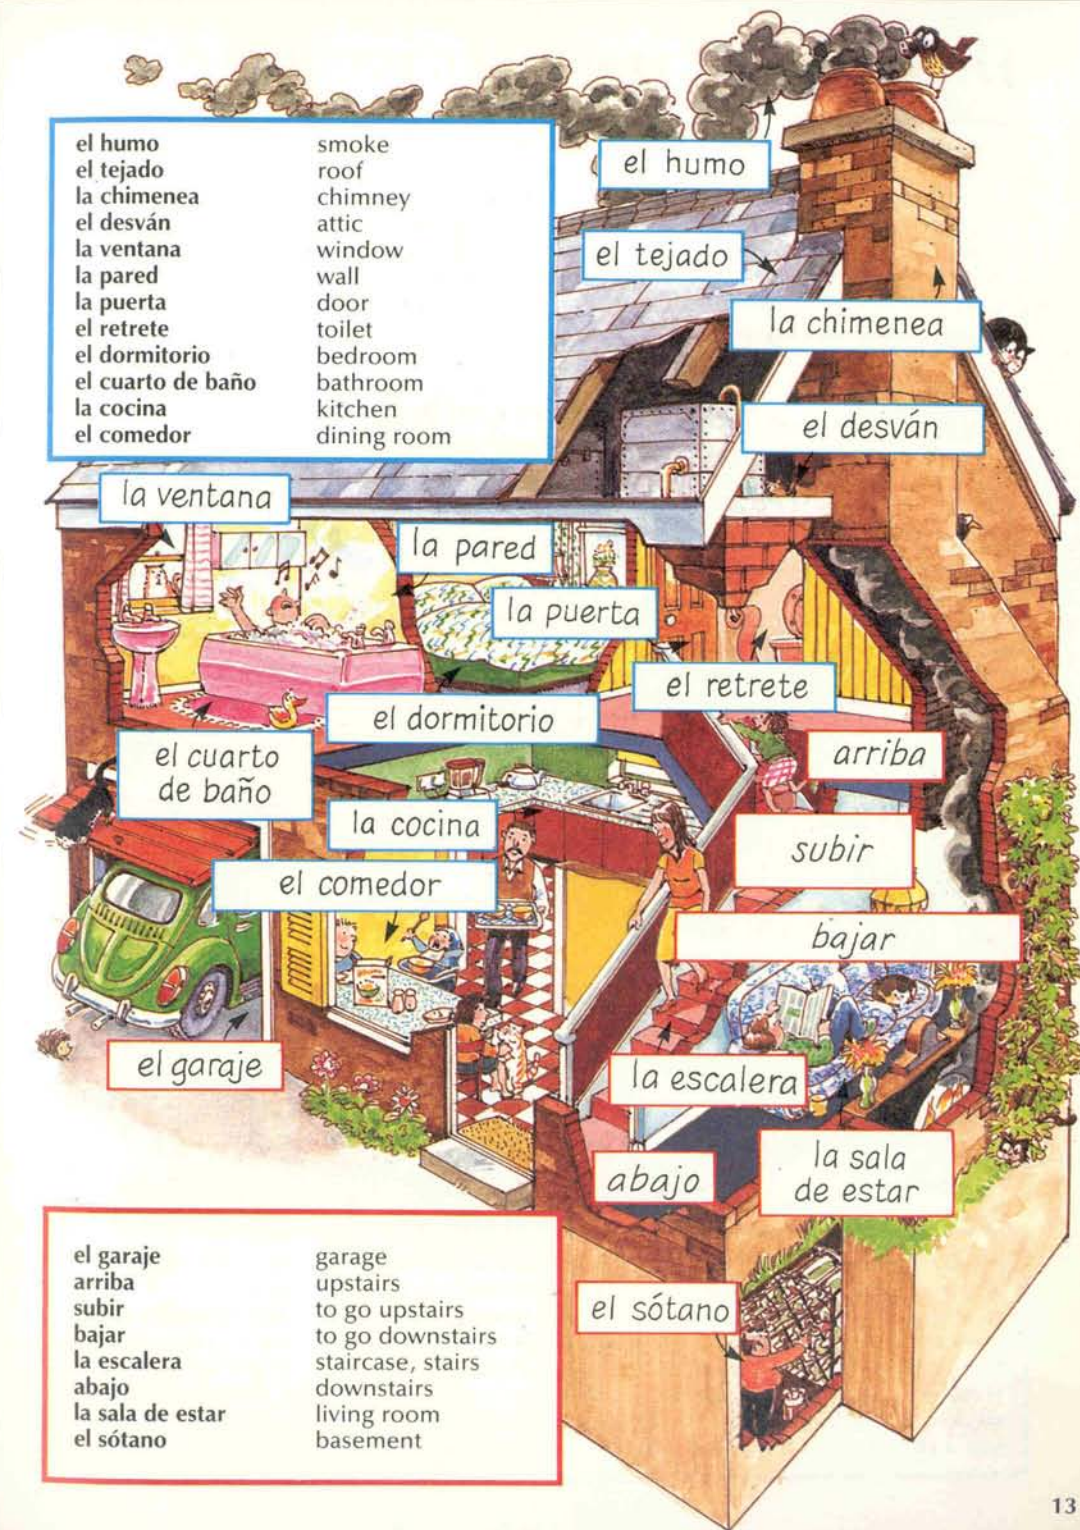 el humo smoke
el tejado roof
la chimenea chimney
el desván attic
la ventana window
la pared wall
la puerta door
el retrete toilet
el dormitorio bedroom
el cuarto de baño bathroom
la cocina kitchen
el comedor dining room
el humo
el tejado
la chimenea
el desván
la ventana
la pared
la puerta
el retrete
el dormitorio
arriba
el cuarto
de baño
la cocina
subir
el comedor
bajar
el garaje
la escalera
abajo
la sala
de estar
el sótano
el garaje garage
arriba upstairs
subir to go upstairs
bajar to go downstairs
la escalera staircase, stairs
abajo downstairs
la sala de estar living room
el sótano basement
13